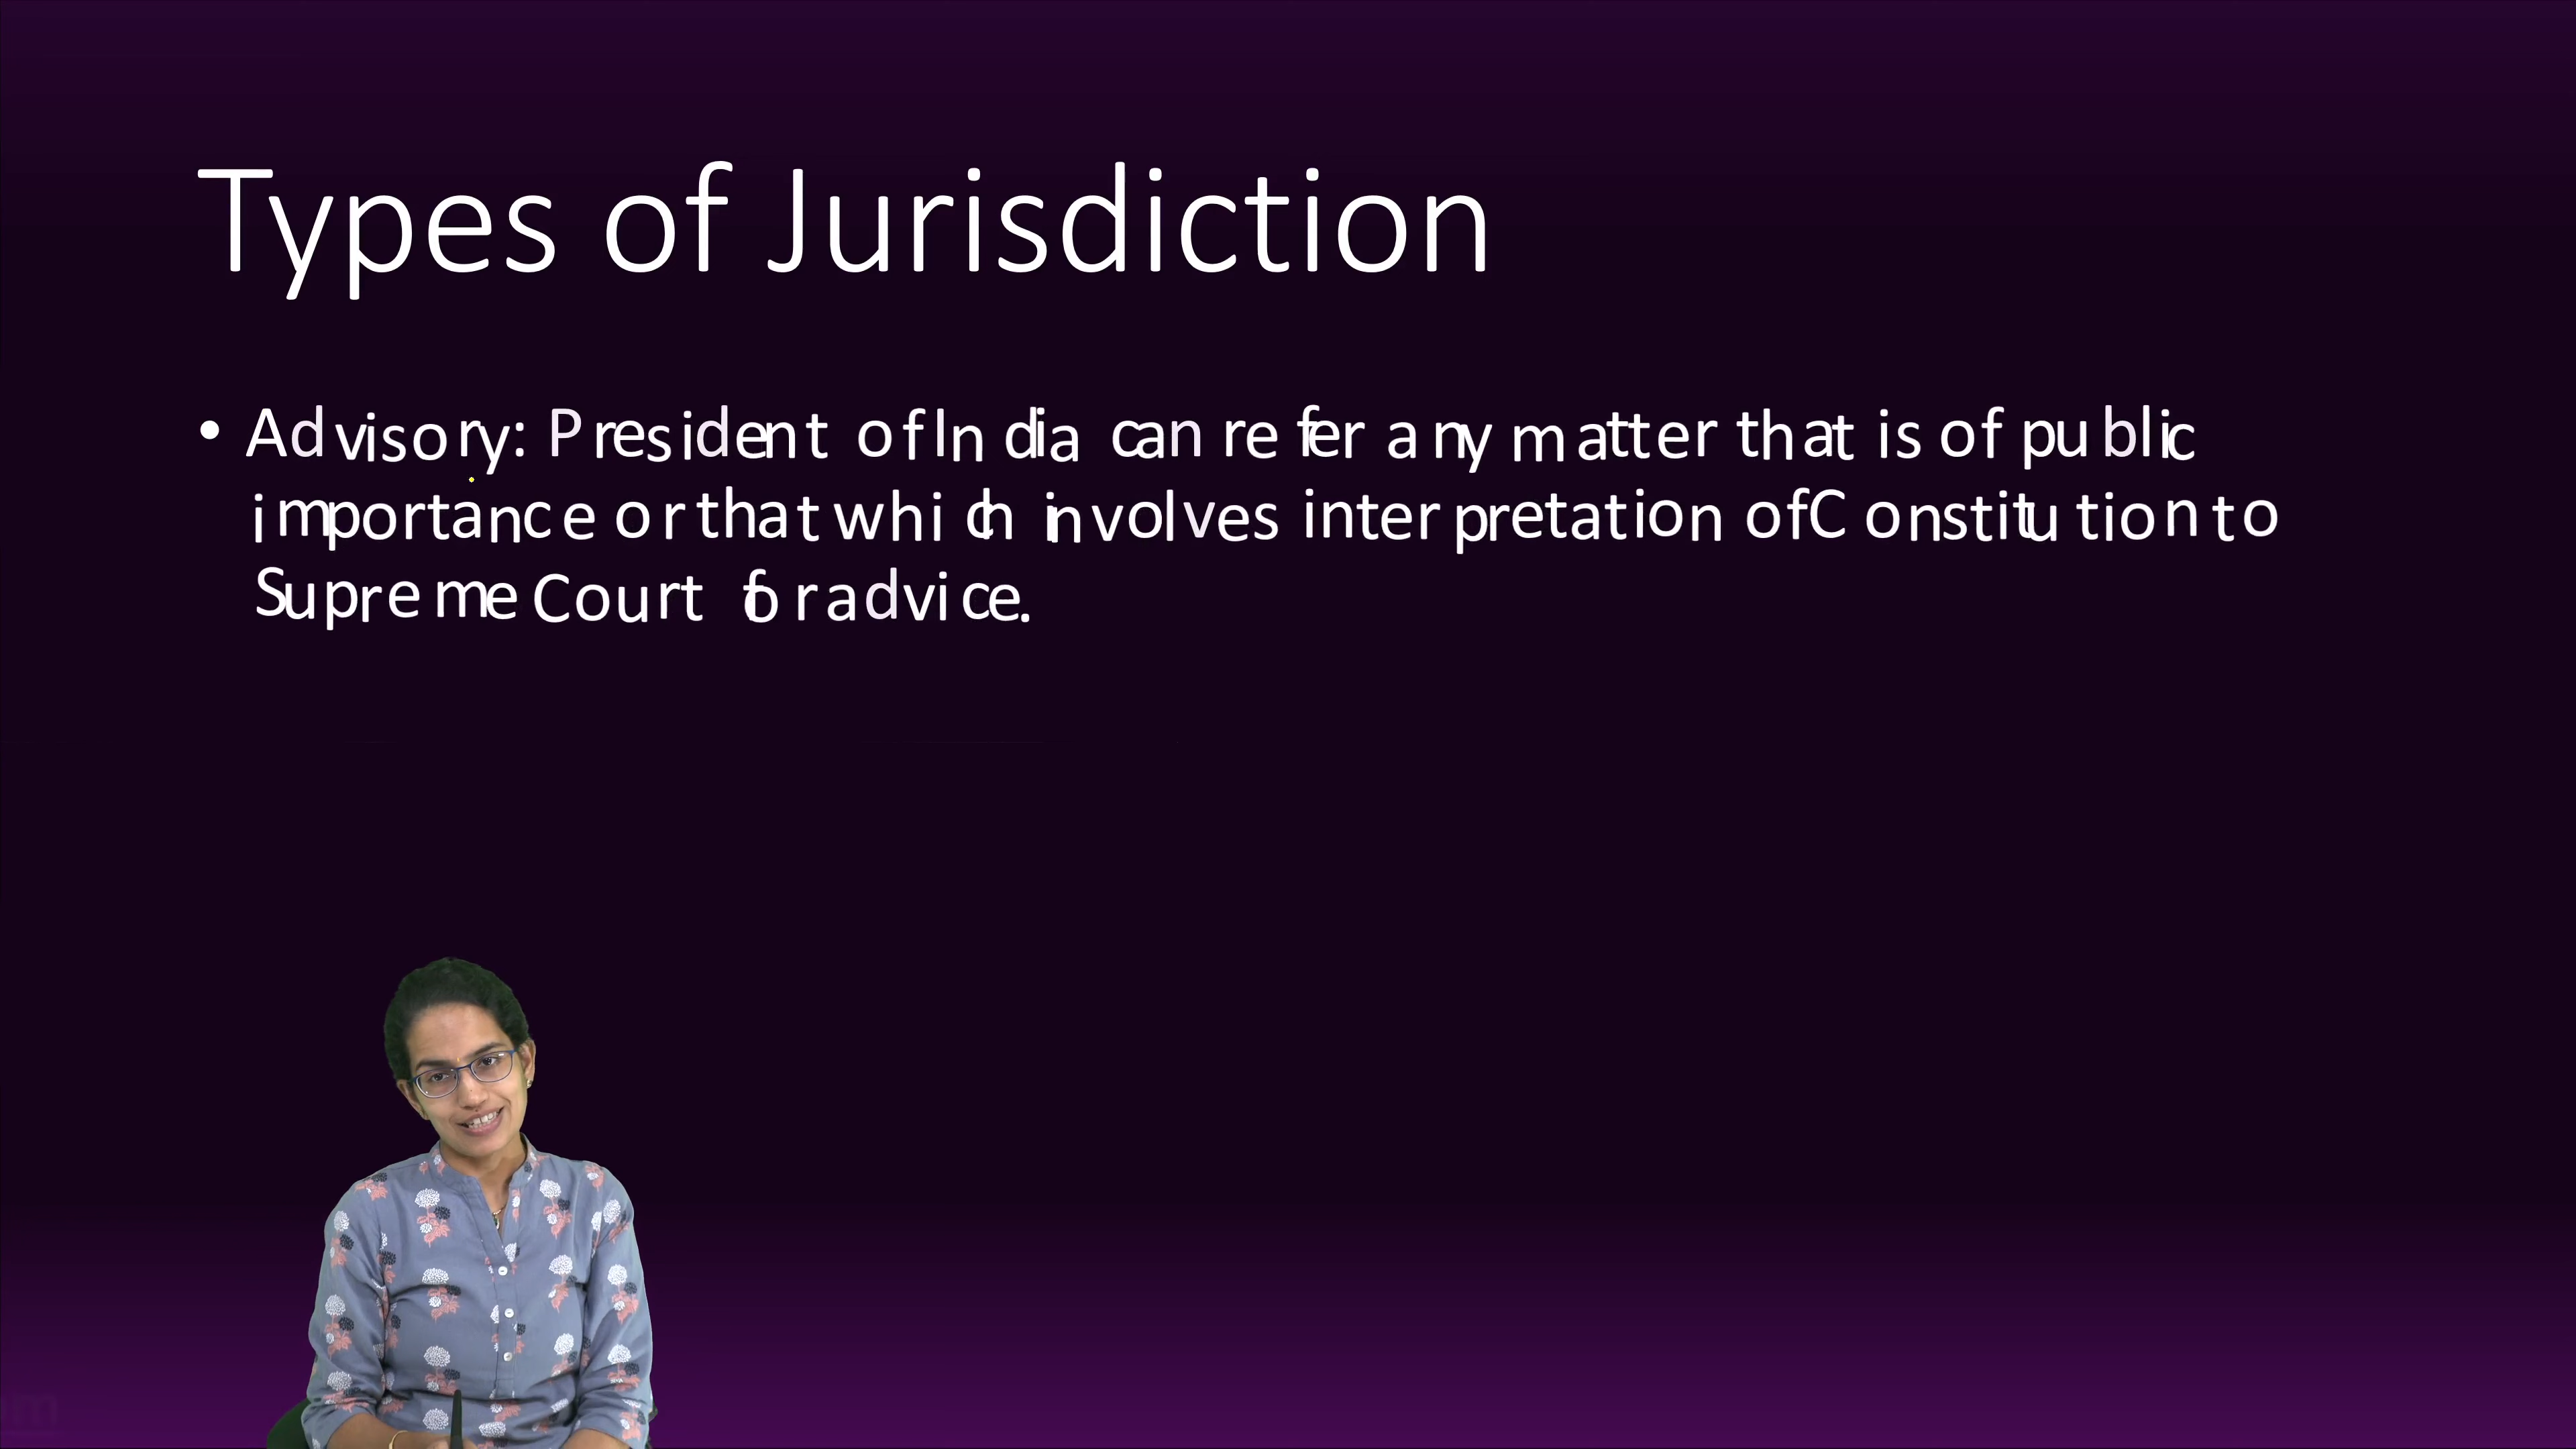 Types of Jurisdiction
• Advisory: President of India can refer any matter that is of public
importance or that which involves interpretation of Constitution to
Supreme Court for advice.